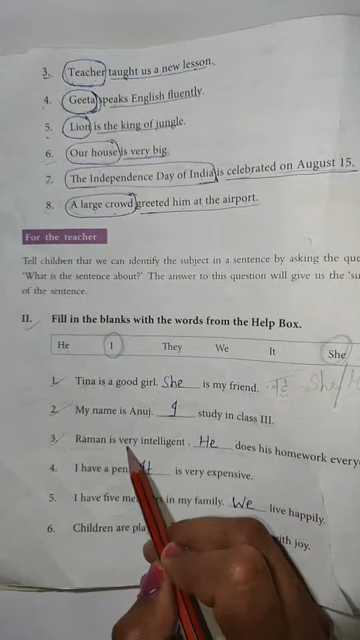 3. Teacher taught us a new lesson.
4. Geeta speaks English fluently.
5. Lion is the king of jungle.
6. Our house is very big.
7. The Independence Day of India is celebrated on August 15.
8. A large crowd greeted him at the airport.
For the teacher
Tell children that we can identify the subject in a sentence by asking the
'What is the sentence about?' The answer to this question will give us the
of the sentence.
II. Fill in the blanks with the words from the Help Box.
He I They We It She
1. Tina is a good girl. She is my friend.
2. My name is Anuj. I study in class III.
3. Raman is very intelligent. He does his homework every
4. I have a pen. It is very expensive.
5. I have five in my family. We live happily.
6. Children are with joy.